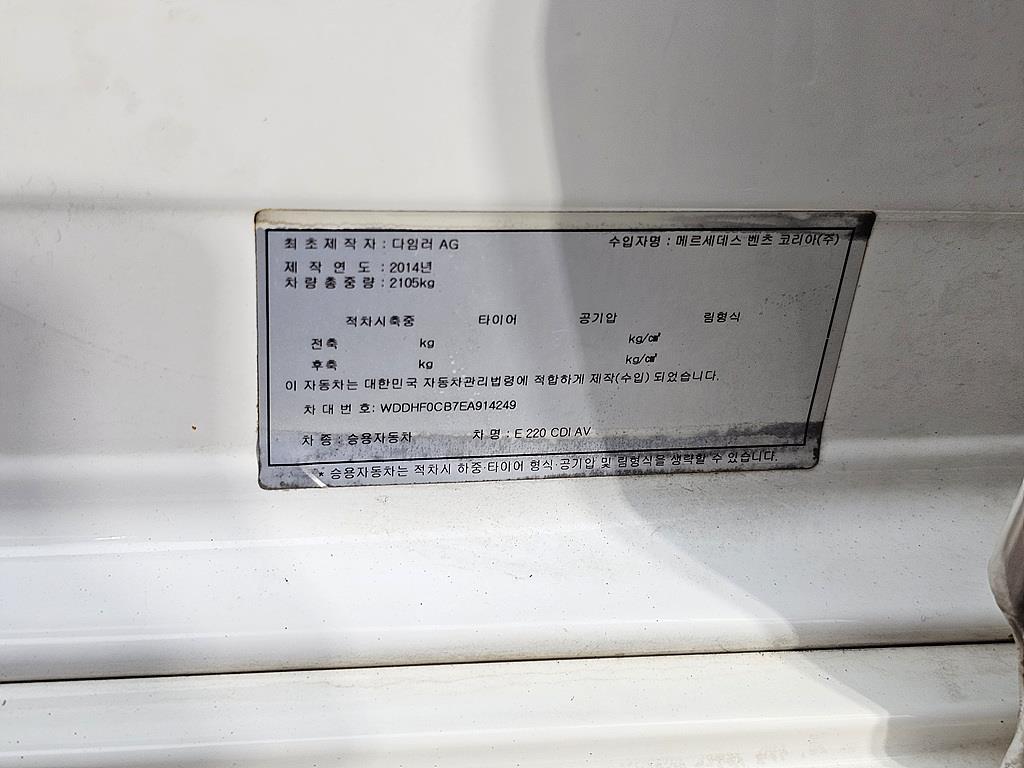 최초제작자 : 다임러 AG 수입자명 : 메르세데스 벤츠 코리아(주)
제 작 연 도 : 2014년
차 량 총 중 량 : 2105kg
적차시축중 타이어 공기압 림형식
전축 kg kg/㎠
후축 kg kg/㎠
이 자동차는 대한민국 자동차관리법령에 적합하게 제작(수입) 되었습니다.
차 대 번 호: WDDHF0CB7EA914249
차 종 : 승용자동차 차 명 : E 220 CDI AV
* 승용자동차는 적차시 하중·타이어 형식·공기압 및 림형식을 생략할 수 있습니다.